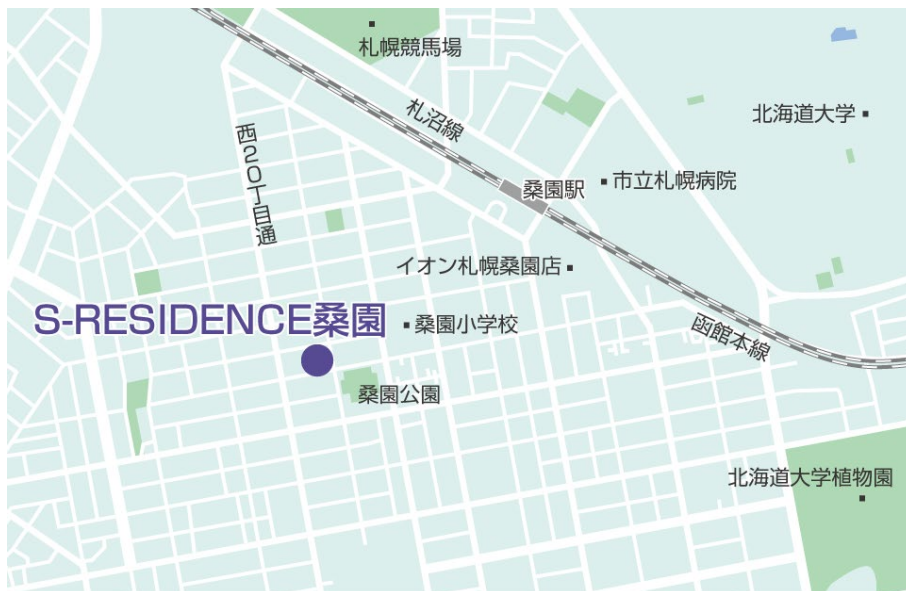 札幌競馬場
札沼線
北海道大学
西20丁目通
桑園駅
市立札幌病院
イオン札幌桑園店
S-RESIDENCE桑園
桑園小学校
函館本線
桑園公園
北海道大学植物園